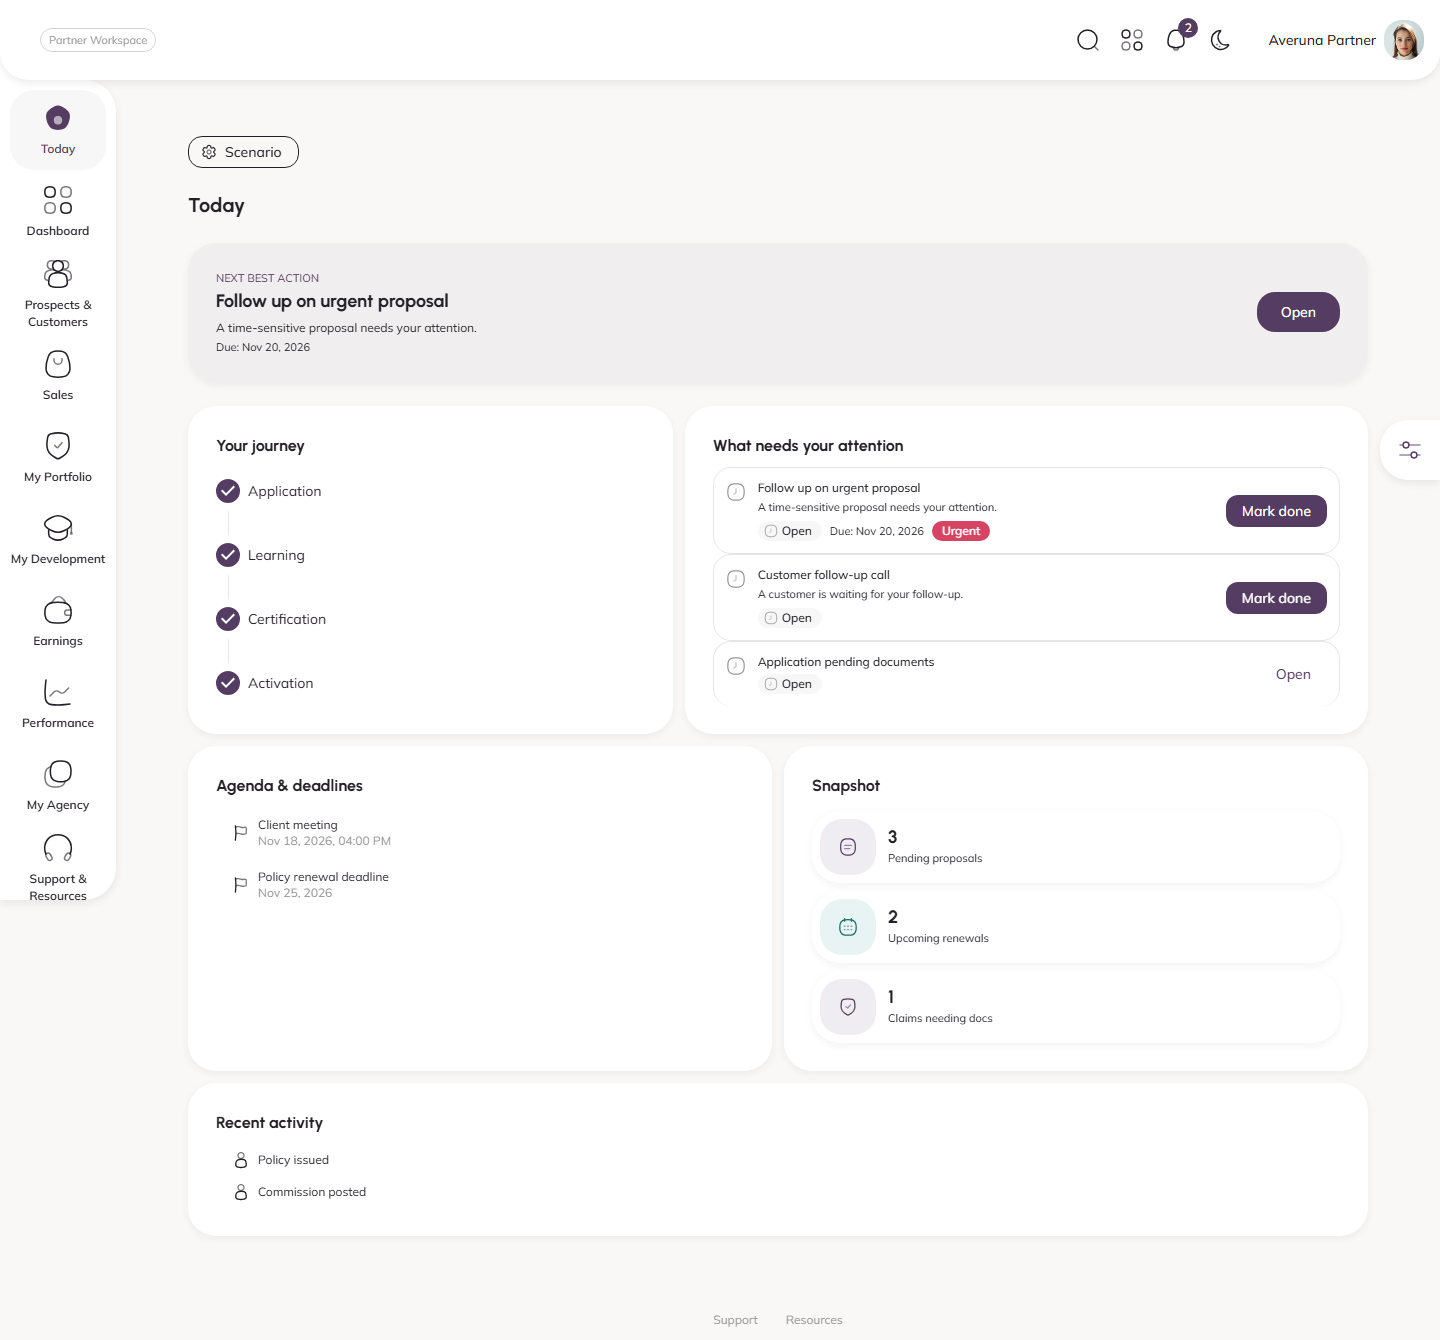 Partner Workspace
2
Averuna Partner
Today
Dashboard
Prospects &
Customers
Sales
My Portfolio
My Development
Earnings
Performance
My Agency
Support &
Resources
Scenario
Today
NEXT BEST ACTION
Follow up on urgent proposal
A time-sensitive proposal needs your attention.
Due: Nov 20, 2026
Open
Your journey
Application
Learning
Certification
Activation
What needs your attention
Follow up on urgent proposal
A time-sensitive proposal needs your attention.
Open Due: Nov 20, 2026 Urgent
Mark done
Customer follow-up call
A customer is waiting for your follow-up.
Open
Mark done
Application pending documents
Open
Open
Agenda & deadlines
Client meeting
Nov 18, 2026, 04:00 PM
Policy renewal deadline
Nov 25, 2026
Snapshot
3
Pending proposals
2
Upcoming renewals
1
Claims needing docs
Recent activity
Policy issued
Commission posted
Support Resources